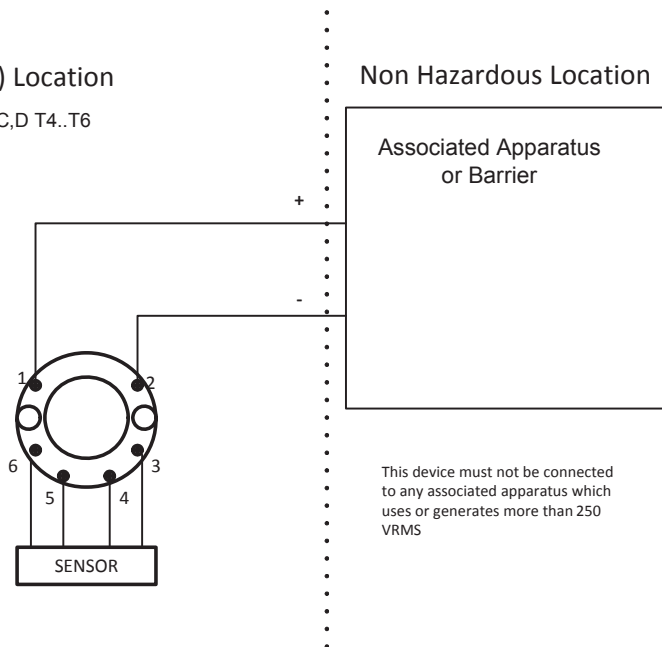 ) Location
C,D T4..T6
Non Hazardous Location
Associated Apparatus
or Barrier
+
-
1
2
6
3
5
4
SENSOR
This device must not be connected
to any associated apparatus which
uses or generates more than 250
VRMS